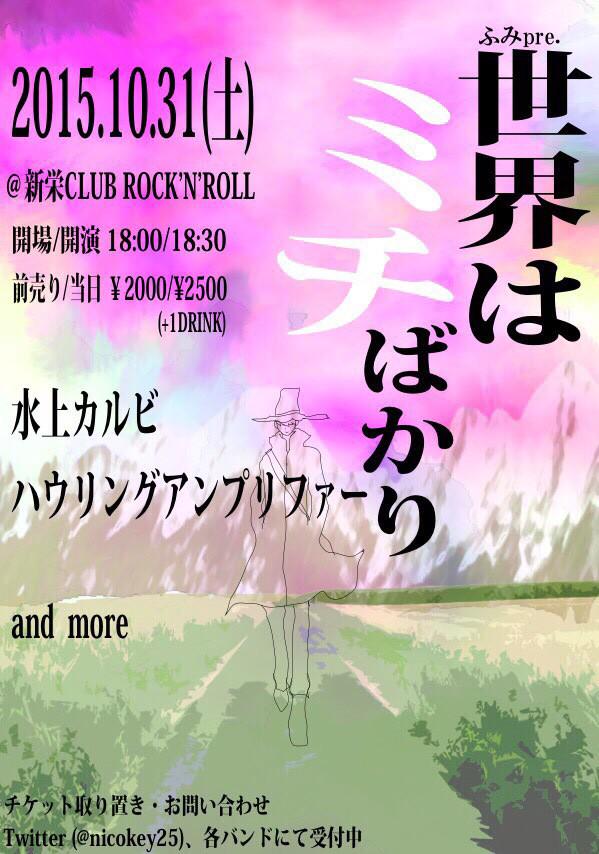 ふみpre.
世界は
ミチ
ばかり
2015.10.31(土)
@新栄CLUB ROCK'N'ROLL
開場/開演 18:00/18:30
前売り/当日 ¥2000/¥2500
(+1DRINK)
水上カルビ
ハウリングアンプリファー
and more
チケット取り置き・お問い合わせ
Twitter (@nicokey25)、各バンドにて受付中